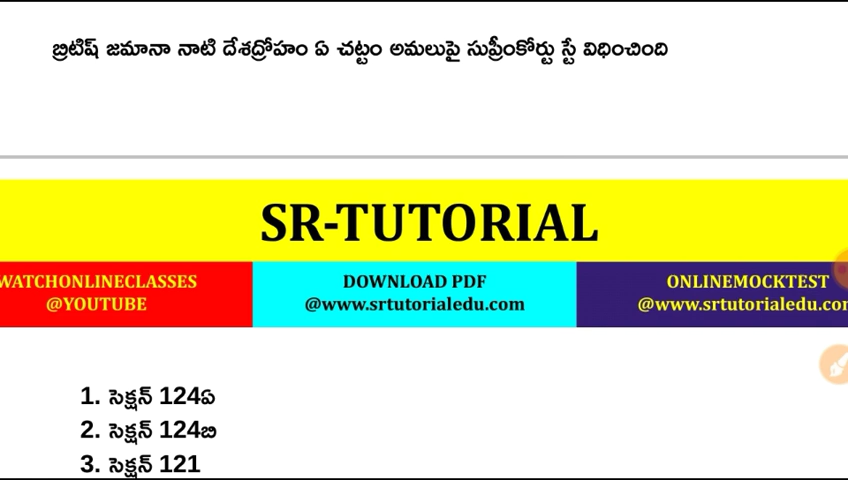 బ్రిటిష్ జమానా నాటి దేశద్రోహం ఏ చట్టం అమలుపై సుప్రీంకోర్టు స్టే విధించింది
SR-TUTORIAL
WATCHONLINECLASSES
@YOUTUBE
DOWNLOAD PDF
@www.srtutorialedu.com
ONLINEMOCKTEST
@www.srtutorialedu.com
1. సెక్షన్ 124ఏ
2. సెక్షన్ 124బి
3. సెక్షన్ 121